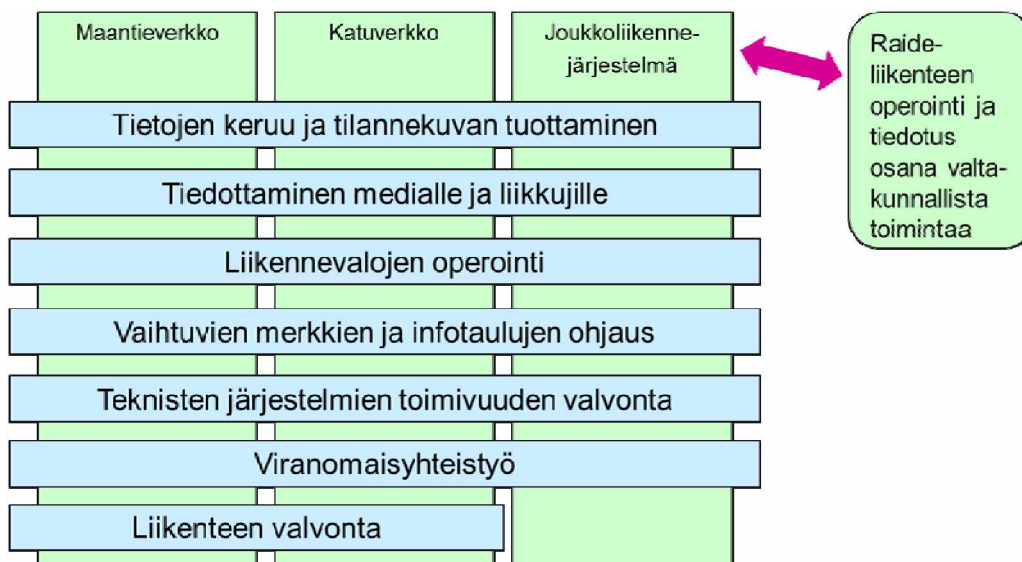 Maantieverkko
Katuverkko
Joukkoliikenne-
järjestelmä
Raide-
liikenteen
operointi ja
tiedotus
osana valta-
kunnallista
toimintaa
Tietojen keruu ja tilannekuvan tuottaminen
Tiedottaminen medialle ja liikkujille
Liikennevalojen operointi
Vaihtuvien merkkien ja infotaulujen ohjaus
Teknisten järjestelmien toimivuuden valvonta
Viranomaisyhteistyö
Liikenteen valvonta